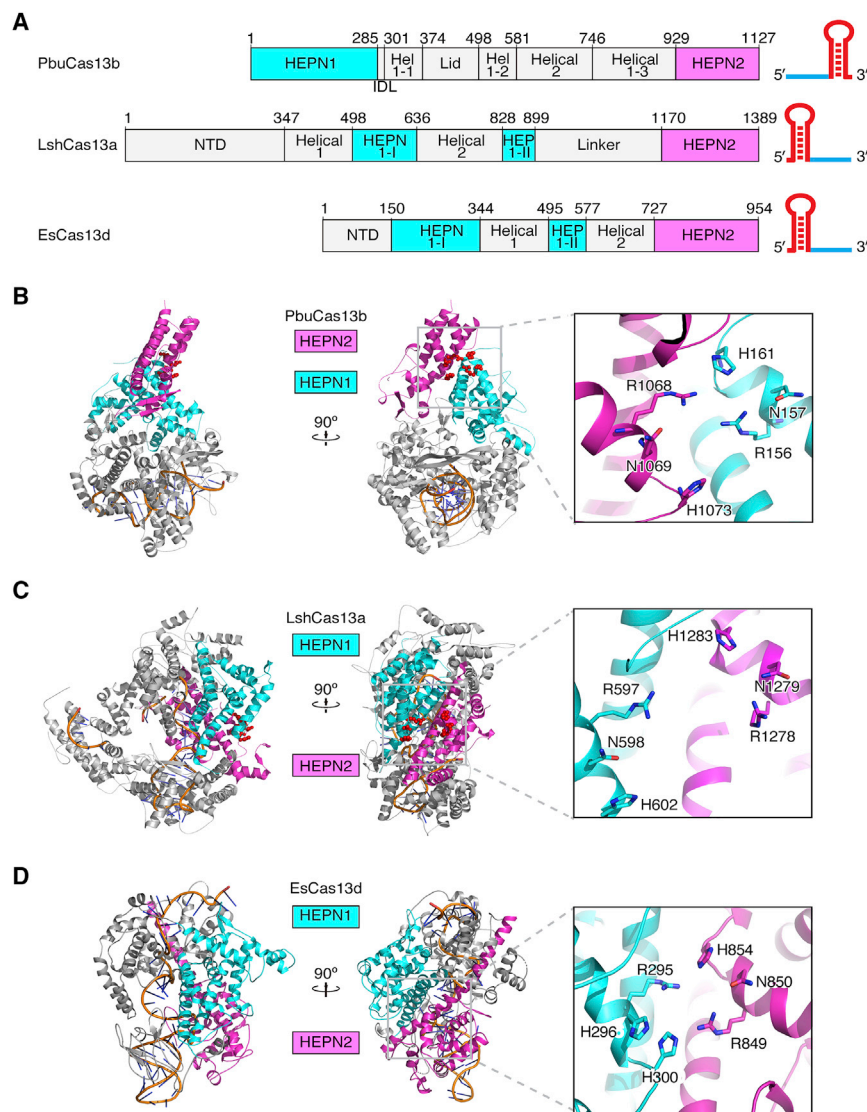 A
1 285 301 374 498 581 746 929 1127
PbuCas13b
HEPN1
Hel
1-1
Lid
Hel
1-2
Helical
2
Helical
1-3
HEPN2
IDL
5′ 3′
1 347 498 636 828 899 1170 1389
LshCas13a
NTD
Helical
1
HEPN
1-I
Helical
2
HEP
1-II
Linker
HEPN2
5′ 3′
1 150 344 495 577 727 954
EsCas13d
NTD
HEPN
1-I
Helical
1
HEP
1-II
Helical
2
HEPN2
5′ 3′
B
PbuCas13b
HEPN2
HEPN1
90º
H161
R1068
N157
N1069
R156
H1073
C
LshCas13a
HEPN1
90º
HEPN2
H1283
R597
N1279
R1278
N598
H602
D
EsCas13d
HEPN1
90º
HEPN2
H854
R295
N850
H296
R849
H300